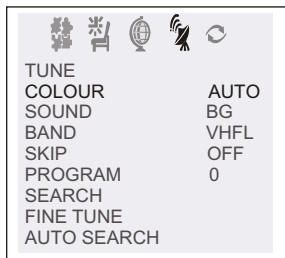 TUNE
COLOUR AUTO
SOUND BG
BAND VHFL
SKIP OFF
PROGRAM 0
SEARCH
FINE TUNE
AUTO SEARCH